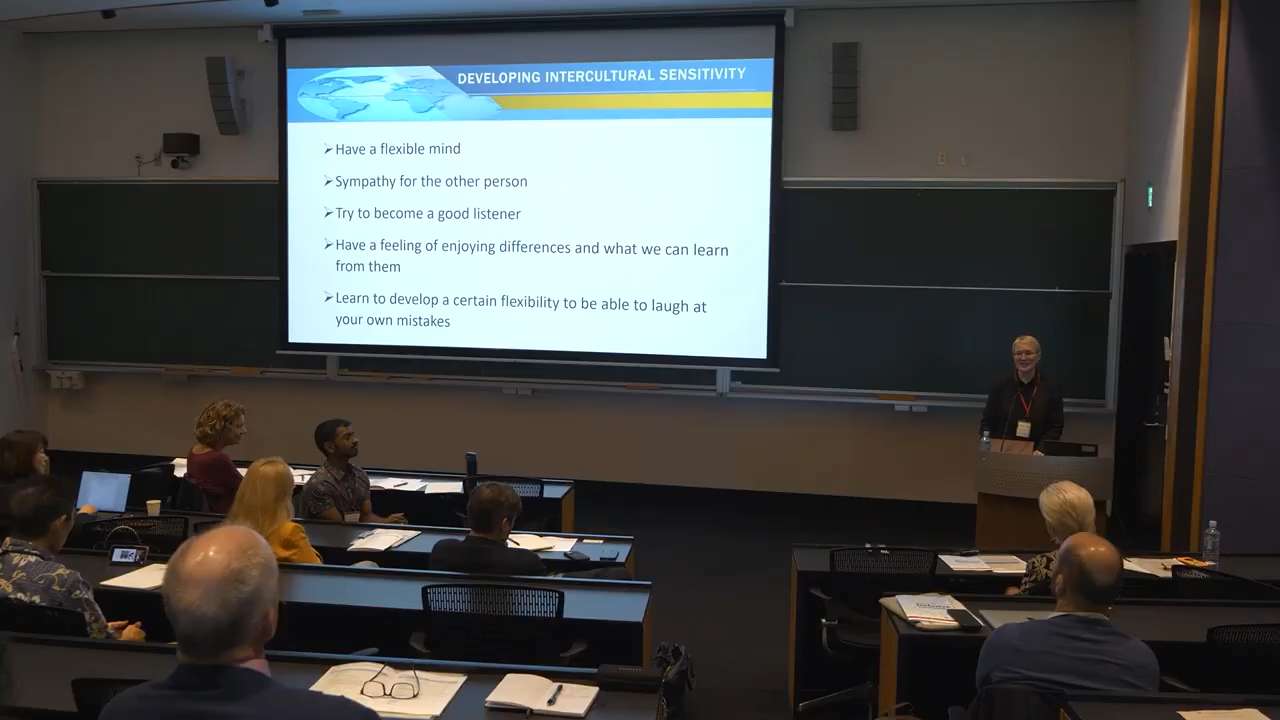 DEVELOPING INTERCULTURAL SENSITIVITY
➢Have a flexible mind
➢Sympathy for the other person
➢Try to become a good listener
➢Have a feeling of enjoying differences and what we can learn
from them
➢Learn to develop a certain flexibility to be able to laugh at
your own mistakes